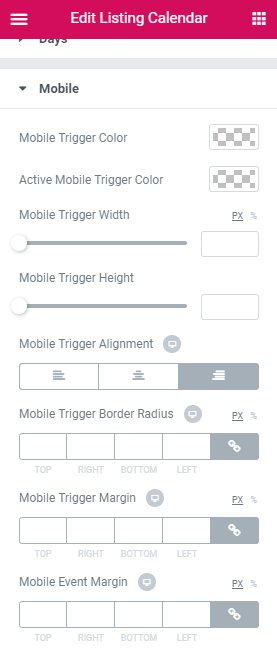 Edit Listing Calendar
Days
Mobile
Mobile Trigger Color
Active Mobile Trigger Color
Mobile Trigger Width PX %
Mobile Trigger Height
Mobile Trigger Alignment
Mobile Trigger Border Radius PX %
TOP RIGHT BOTTOM LEFT
Mobile Trigger Margin PX %
TOP RIGHT BOTTOM LEFT
Mobile Event Margin PX %
TOP RIGHT BOTTOM LEFT